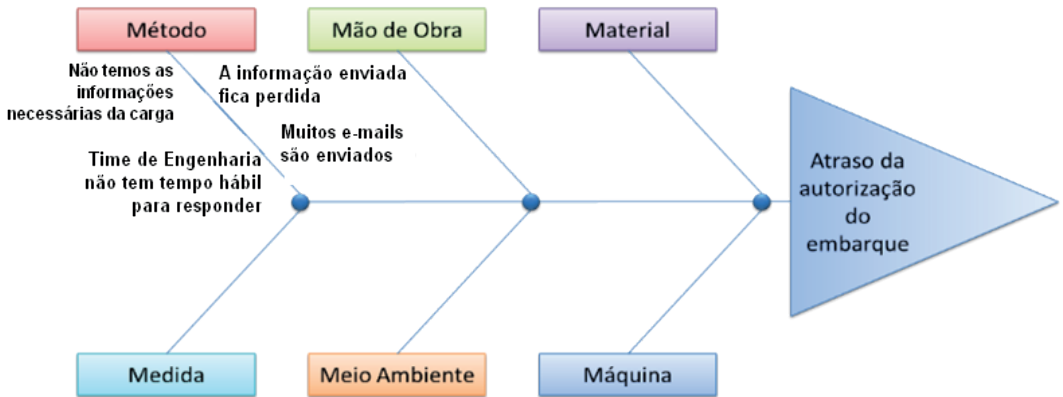 Método
Mão de Obra
Material
Não temos as
informações
necessárias da carga
A informação enviada
fica perdida
Muitos e-mails
são enviados
Time de Engenharia
não tem tempo hábil
para responder
Atraso da
autorização
do
embarque
Medida
Meio Ambiente
Máquina